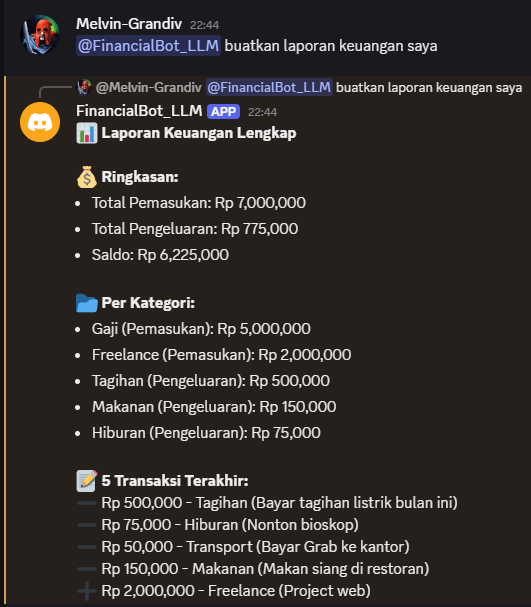 Melvin-Grandiv 22:44
@FinancialBot_LLM buatkan laporan keuangan saya
@Melvin-Grandiv @FinancialBot_LLM buatkan laporan keuangan saya
FinancialBot_LLM APP 22:44
📊 Laporan Keuangan Lengkap
💰 Ringkasan:
• Total Pemasukan: Rp 7,000,000
• Total Pengeluaran: Rp 775,000
• Saldo: Rp 6,225,000
📂 Per Kategori:
• Gaji (Pemasukan): Rp 5,000,000
• Freelance (Pemasukan): Rp 2,000,000
• Tagihan (Pengeluaran): Rp 500,000
• Makanan (Pengeluaran): Rp 150,000
• Hiburan (Pengeluaran): Rp 75,000
📝 5 Transaksi Terakhir:
➖ Rp 500,000 - Tagihan (Bayar tagihan listrik bulan ini)
➖ Rp 75,000 - Hiburan (Nonton bioskop)
➖ Rp 50,000 - Transport (Bayar Grab ke kantor)
➖ Rp 150,000 - Makanan (Makan siang di restoran)
➕ Rp 2,000,000 - Freelance (Project web)